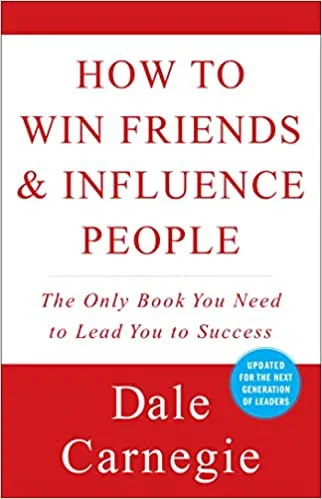 HOW TO
WIN FRIENDS
& INFLUENCE
PEOPLE
The Only Book You Need
to Lead You to Success
UPDATED
FOR THE NEXT
GENERATION
OF LEADERS
Dale
Carnegie